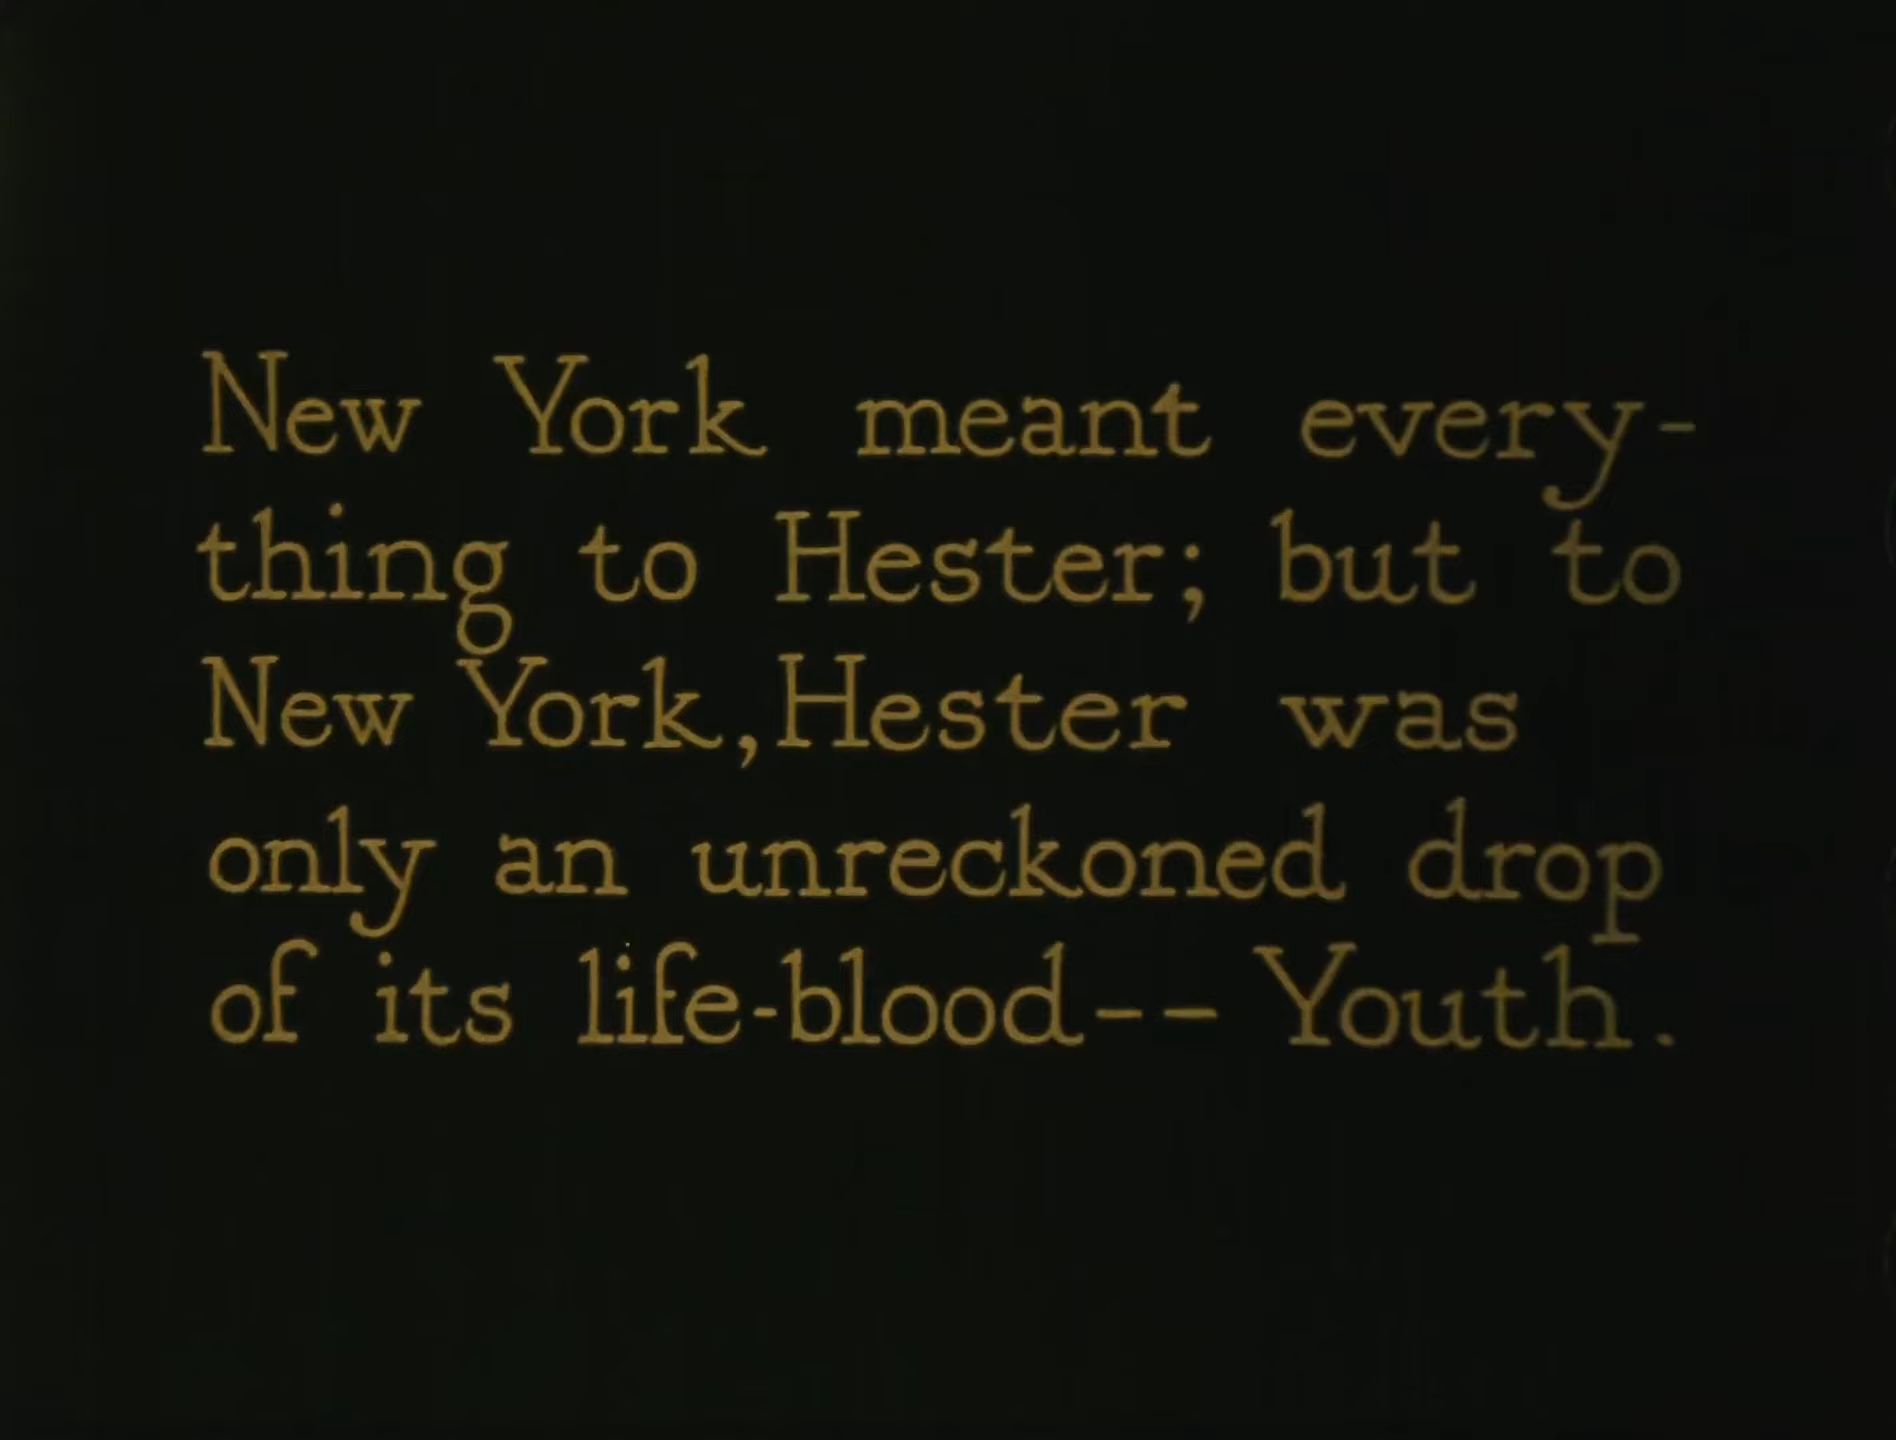 New York meant every-
thing to Hester; but to
New York, Hester was
only an unreckoned drop
of its life-blood-- Youth.